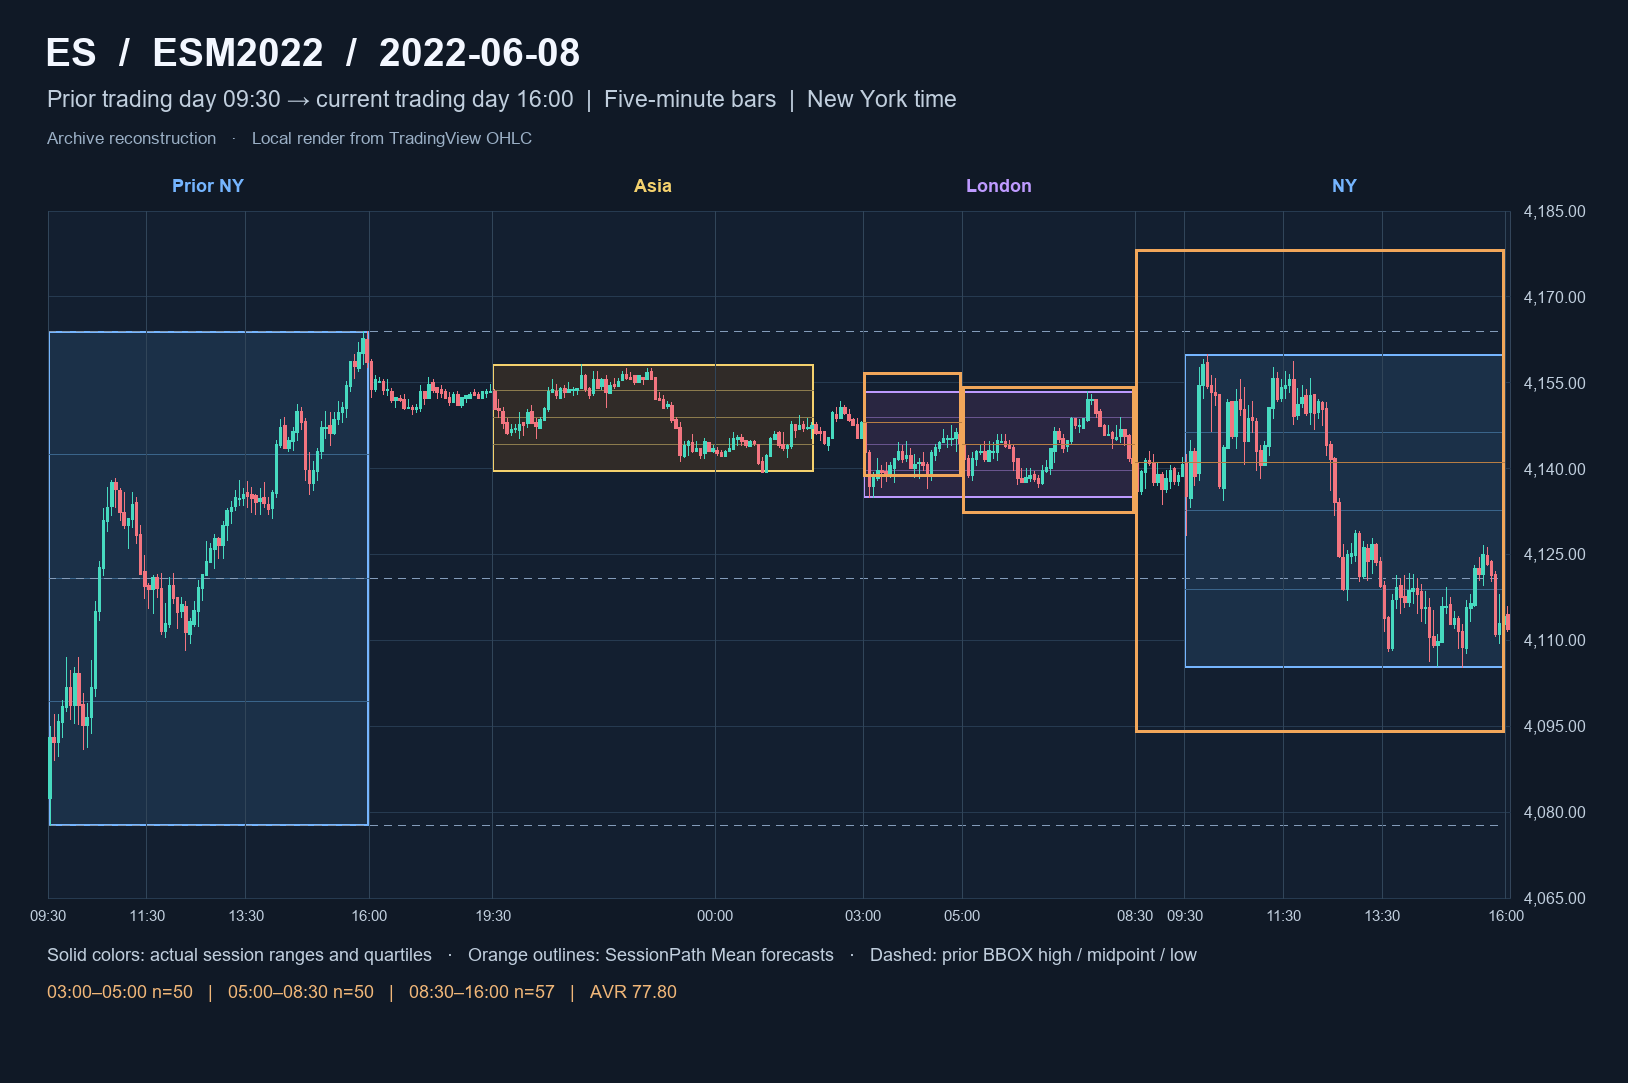 ES / ESM2022 / 2022-06-08
Prior trading day 09:30 → current trading day 16:00 | Five-minute bars | New York time
Archive reconstruction · Local render from TradingView OHLC
Prior NY Asia London NY
4,185.00
4,170.00
4,155.00
4,140.00
4,125.00
4,110.00
4,095.00
4,080.00
4,065.00
09:30 11:30 13:30 16:00 19:30 00:00 03:00 05:00 08:30 09:30 11:30 13:30 16:00
Solid colors: actual session ranges and quartiles · Orange outlines: SessionPath Mean forecasts · Dashed: prior BBOX high / midpoint / low
03:00–05:00 n=50 | 05:00–08:30 n=50 | 08:30–16:00 n=57 | AVR 77.80